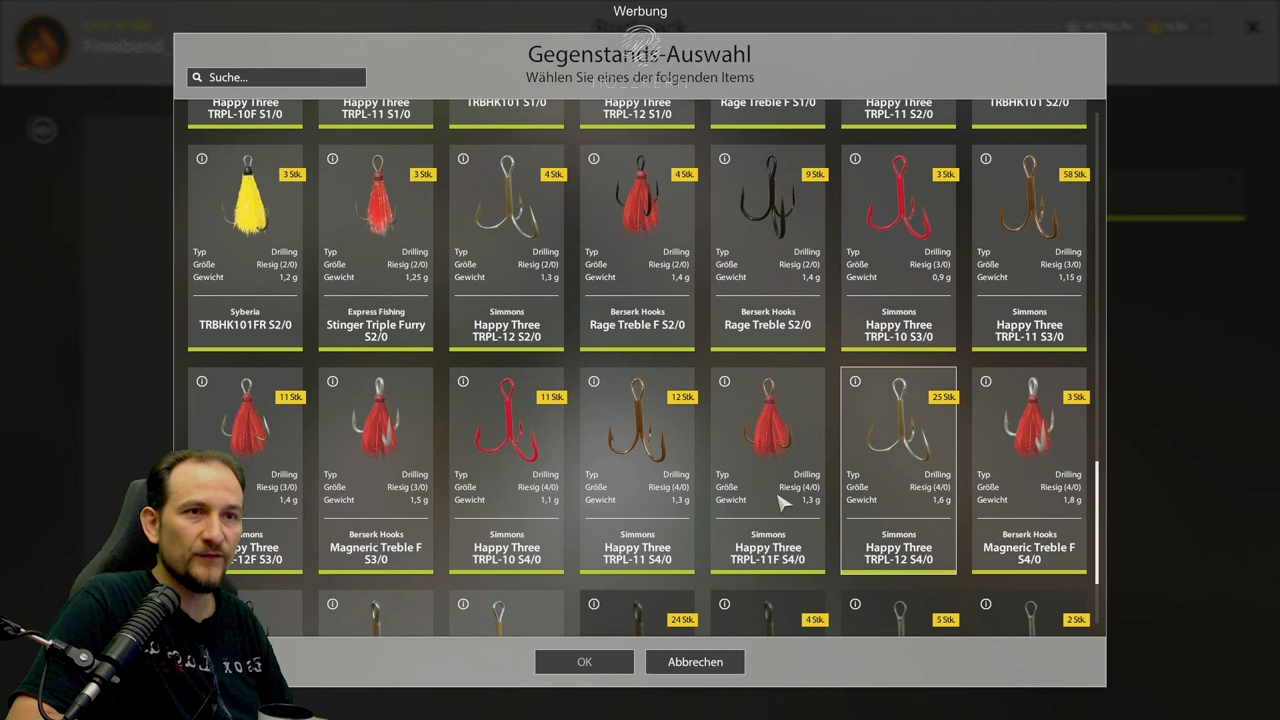 Werbung
Gegenstands-Auswahl
Suche...
Wählen Sie eines der folgenden Items
Happy Three
TRPL-10F S1/0
Happy Three
TRPL-11 S1/0
TRBHK101 S1/0
Happy Three
TRPL-12 S1/0
Rage Treble F S1/0
Happy Three
TRPL-11 S2/0
TRBHK101 S2/0
3 Stk.
Typ Drilling
Größe Riesig (2/0)
Gewicht 1,2 g
Syberia
TRBHK101FR S2/0
3 Stk.
Typ Drilling
Größe Riesig (2/0)
Gewicht 1,25 g
Express Fishing
Stinger Triple Furry
S2/0
4 Stk.
Typ Drilling
Größe Riesig (2/0)
Gewicht 1,3 g
Simmons
Happy Three
TRPL-12 S2/0
4 Stk.
Typ Drilling
Größe Riesig (2/0)
Gewicht 1,4 g
Berserk Hooks
Rage Treble F S2/0
9 Stk.
Typ Drilling
Größe Riesig (2/0)
Gewicht 1,4 g
Berserk Hooks
Rage Treble S2/0
3 Stk.
Typ Drilling
Größe Riesig (3/0)
Gewicht 0,9 g
Simmons
Happy Three
TRPL-10 S3/0
58 Stk.
Typ Drilling
Größe Riesig (3/0)
Gewicht 1,15 g
Simmons
Happy Three
TRPL-11 S3/0
11 Stk.
Drilling
Riesig (3/0)
1,4 g
Simmons
Three
-12F S3/0
Typ Drilling
Größe Riesig (3/0)
Gewicht 1,5 g
Berserk Hooks
Magneric Treble F
S3/0
11 Stk.
Typ Drilling
Größe Riesig (4/0)
Gewicht 1,1 g
Simmons
Happy Three
TRPL-10 S4/0
12 Stk.
Typ Drilling
Größe Riesig (4/0)
Gewicht 1,3 g
Simmons
Happy Three
TRPL-11 S4/0
Typ Drilling
Größe Riesig (4/0)
Gewicht 1,3 g
Simmons
Happy Three
TRPL-11F S4/0
25 Stk.
Typ Drilling
Größe Riesig (4/0)
Gewicht 1,6 g
Simmons
Happy Three
TRPL-12 S4/0
3 Stk.
Typ Drilling
Größe Riesig (4/0)
Gewicht 1,8 g
Berserk Hooks
Magneric Treble F
S4/0
24 Stk.
4 Stk.
5 Stk.
2 Stk.
OK
Abbrechen